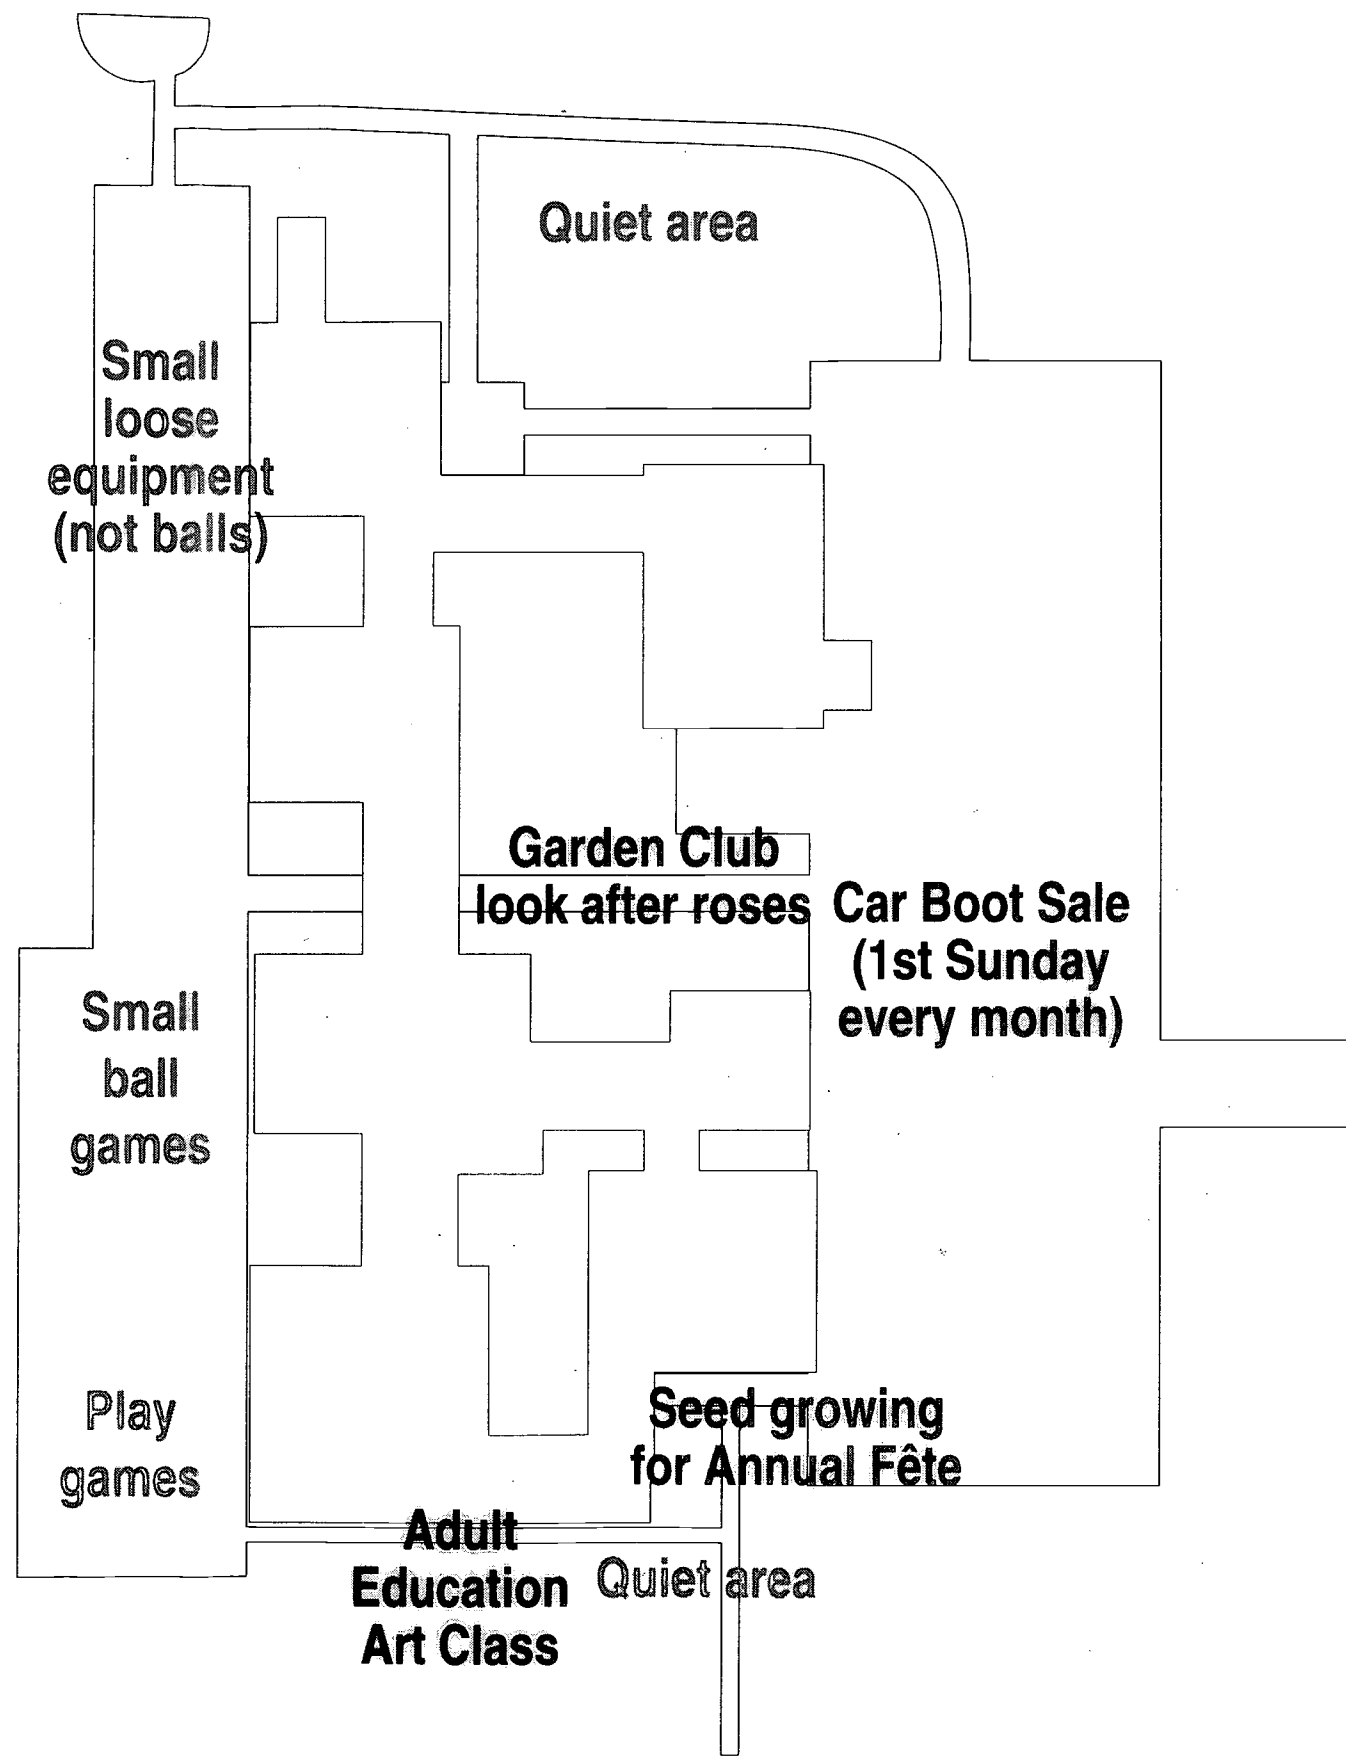 Quiet area
Small
loose
equipment
(not balls)
Garden Club
look after roses
Car Boot Sale
(1st Sunday
every month)
Small
ball
games
Play
games
Seed growing
for Annual Fête
Adult
Education
Art Class
Quiet area